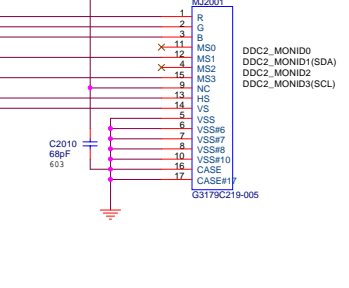 MJ2001
1 R
2 G
3 B
11 MS0
12 MS1
4 MS2
15 MS3
9 NC
13 HS
14 VS
5 VSS
6 VSS#6
7 VSS#7
8 VSS#8
10 VSS#10
16 CASE
17 CASE#17
G3179C219-005
DDC2_MONID0
DDC2_MONID1(SDA)
DDC2_MONID2
DDC2_MONID3(SCL)
C2010
68pF
603